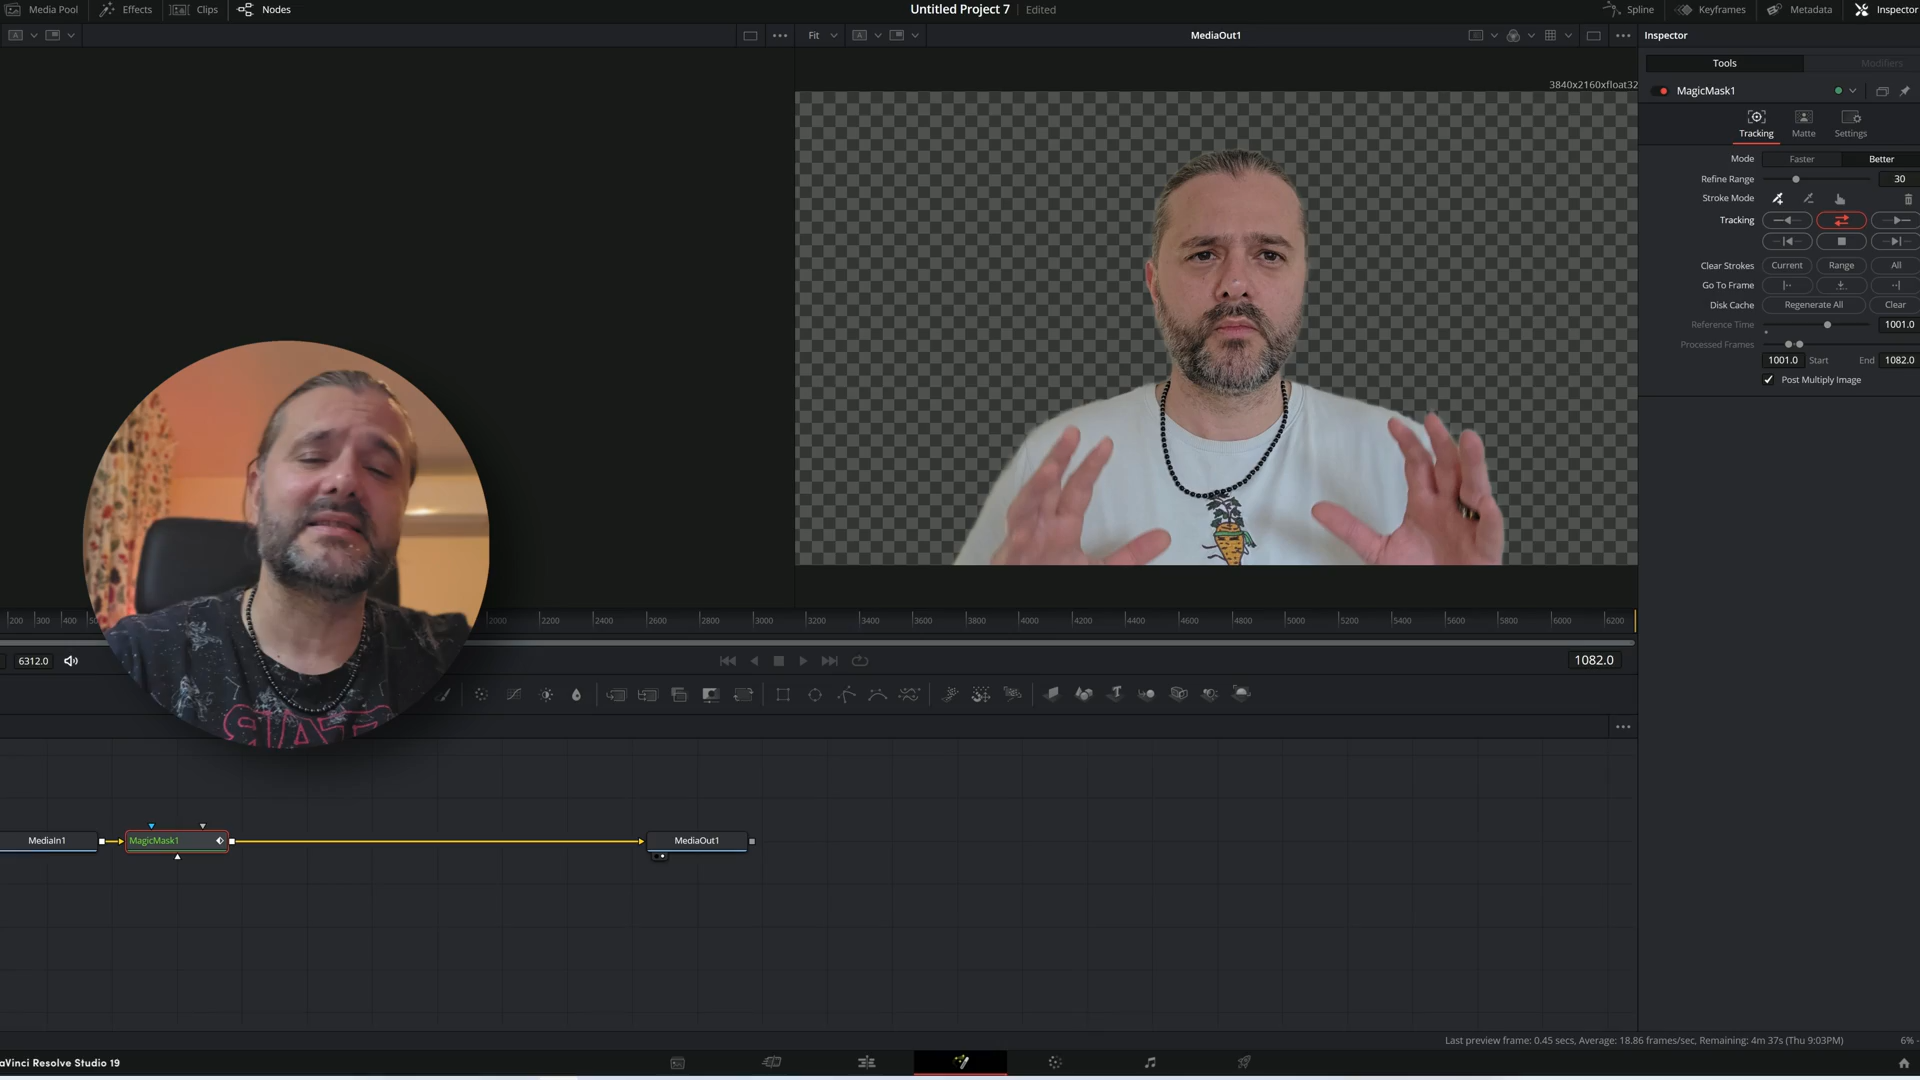 Media Pool Effects Clips Nodes Untitled Project 7 Edited Spline Keyframes Metadata Inspector
A Fit A MediaOut1 Inspector
Tools Modifiers
3840x2160xfloat32
MagicMask1
Tracking Matte Settings
Mode Faster Better
Refine Range 30
Stroke Mode
Tracking
Clear Strokes Current Range All
Go To Frame
Disk Cache Regenerate All Clear
Reference Time 1001.0
Processed Frames
1001.0 Start End 1082.0
Post Multiply Image
200 300 400 2000 2200 2400 2600 2800 3000 3200 3400 3600 3800 4000 4200 4400 4600 4800 5000 5200 5400 5600 5800 6000 6200
6312.0 1082.0
MediaIn1 MagicMask1 MediaOut1
Last preview frame: 0.45 secs, Average: 18.86 frames/sec, Remaining: 4m 37s (Thu 9:03PM) 6%
aVinci Resolve Studio 19